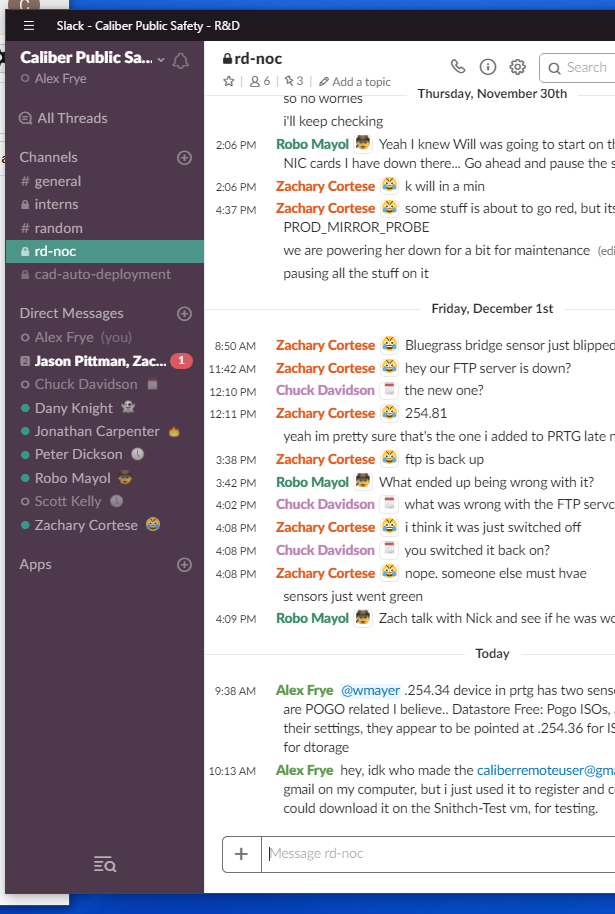 C
Slack - Caliber Public Safety - R&D
Caliber Public Sa...
Alex Frye
All Threads
Channels
# general
interns
# random
rd-noc
cad-auto-deployment
Direct Messages
Alex Frye (you)
2 Jason Pittman, Zac... 1
Chuck Davidson
Dany Knight
Jonathan Carpenter
Peter Dickson
Robo Mayol
Scott Kelly
Zachary Cortese
Apps
rd-noc
6 | 3 | Add a topic
Search
Thursday, November 30th
so no worries
i'll keep checking
2:06 PM Robo Mayol Yeah I knew Will was going to start on
NIC cards I have down there... Go ahead and pause the
2:06 PM Zachary Cortese k will in a min
4:37 PM Zachary Cortese some stuff is about to go red, but its
PROD_MIRROR_PROBE
we are powering her down for a bit for maintenance (edi
pausing all the stuff on it
Friday, December 1st
8:50 AM Zachary Cortese Bluegrass bridge sensor just blipped
11:42 AM Zachary Cortese hey our FTP server is down?
12:10 PM Chuck Davidson the new one?
12:11 PM Zachary Cortese 254.81
yeah im pretty sure that's the one i added to PRTG late
3:38 PM Zachary Cortese ftp is back up
3:42 PM Robo Mayol What ended up being wrong with it?
4:02 PM Chuck Davidson what was wrong with the FTP servc
4:08 PM Zachary Cortese i think it was just switched off
4:08 PM Chuck Davidson you switched it back on?
4:08 PM Zachary Cortese nope. someone else must hvae
sensors just went green
4:09 PM Robo Mayol Zach talk with Nick and see if he was
Today
9:38 AM Alex Frye @wmayer .254.34 device in prtg has two sens
are POGO related I believe.. Datastore Free: Pogo ISOs,
their settings, they appear to be pointed at .254.36 for
for dtorage
10:13 AM Alex Frye hey, idk who made the caliberremoteuser@gma
gmail on my computer, but i just used it to register and
could download it on the Snithch-Test vm, for testing.
+ Message rd-noc